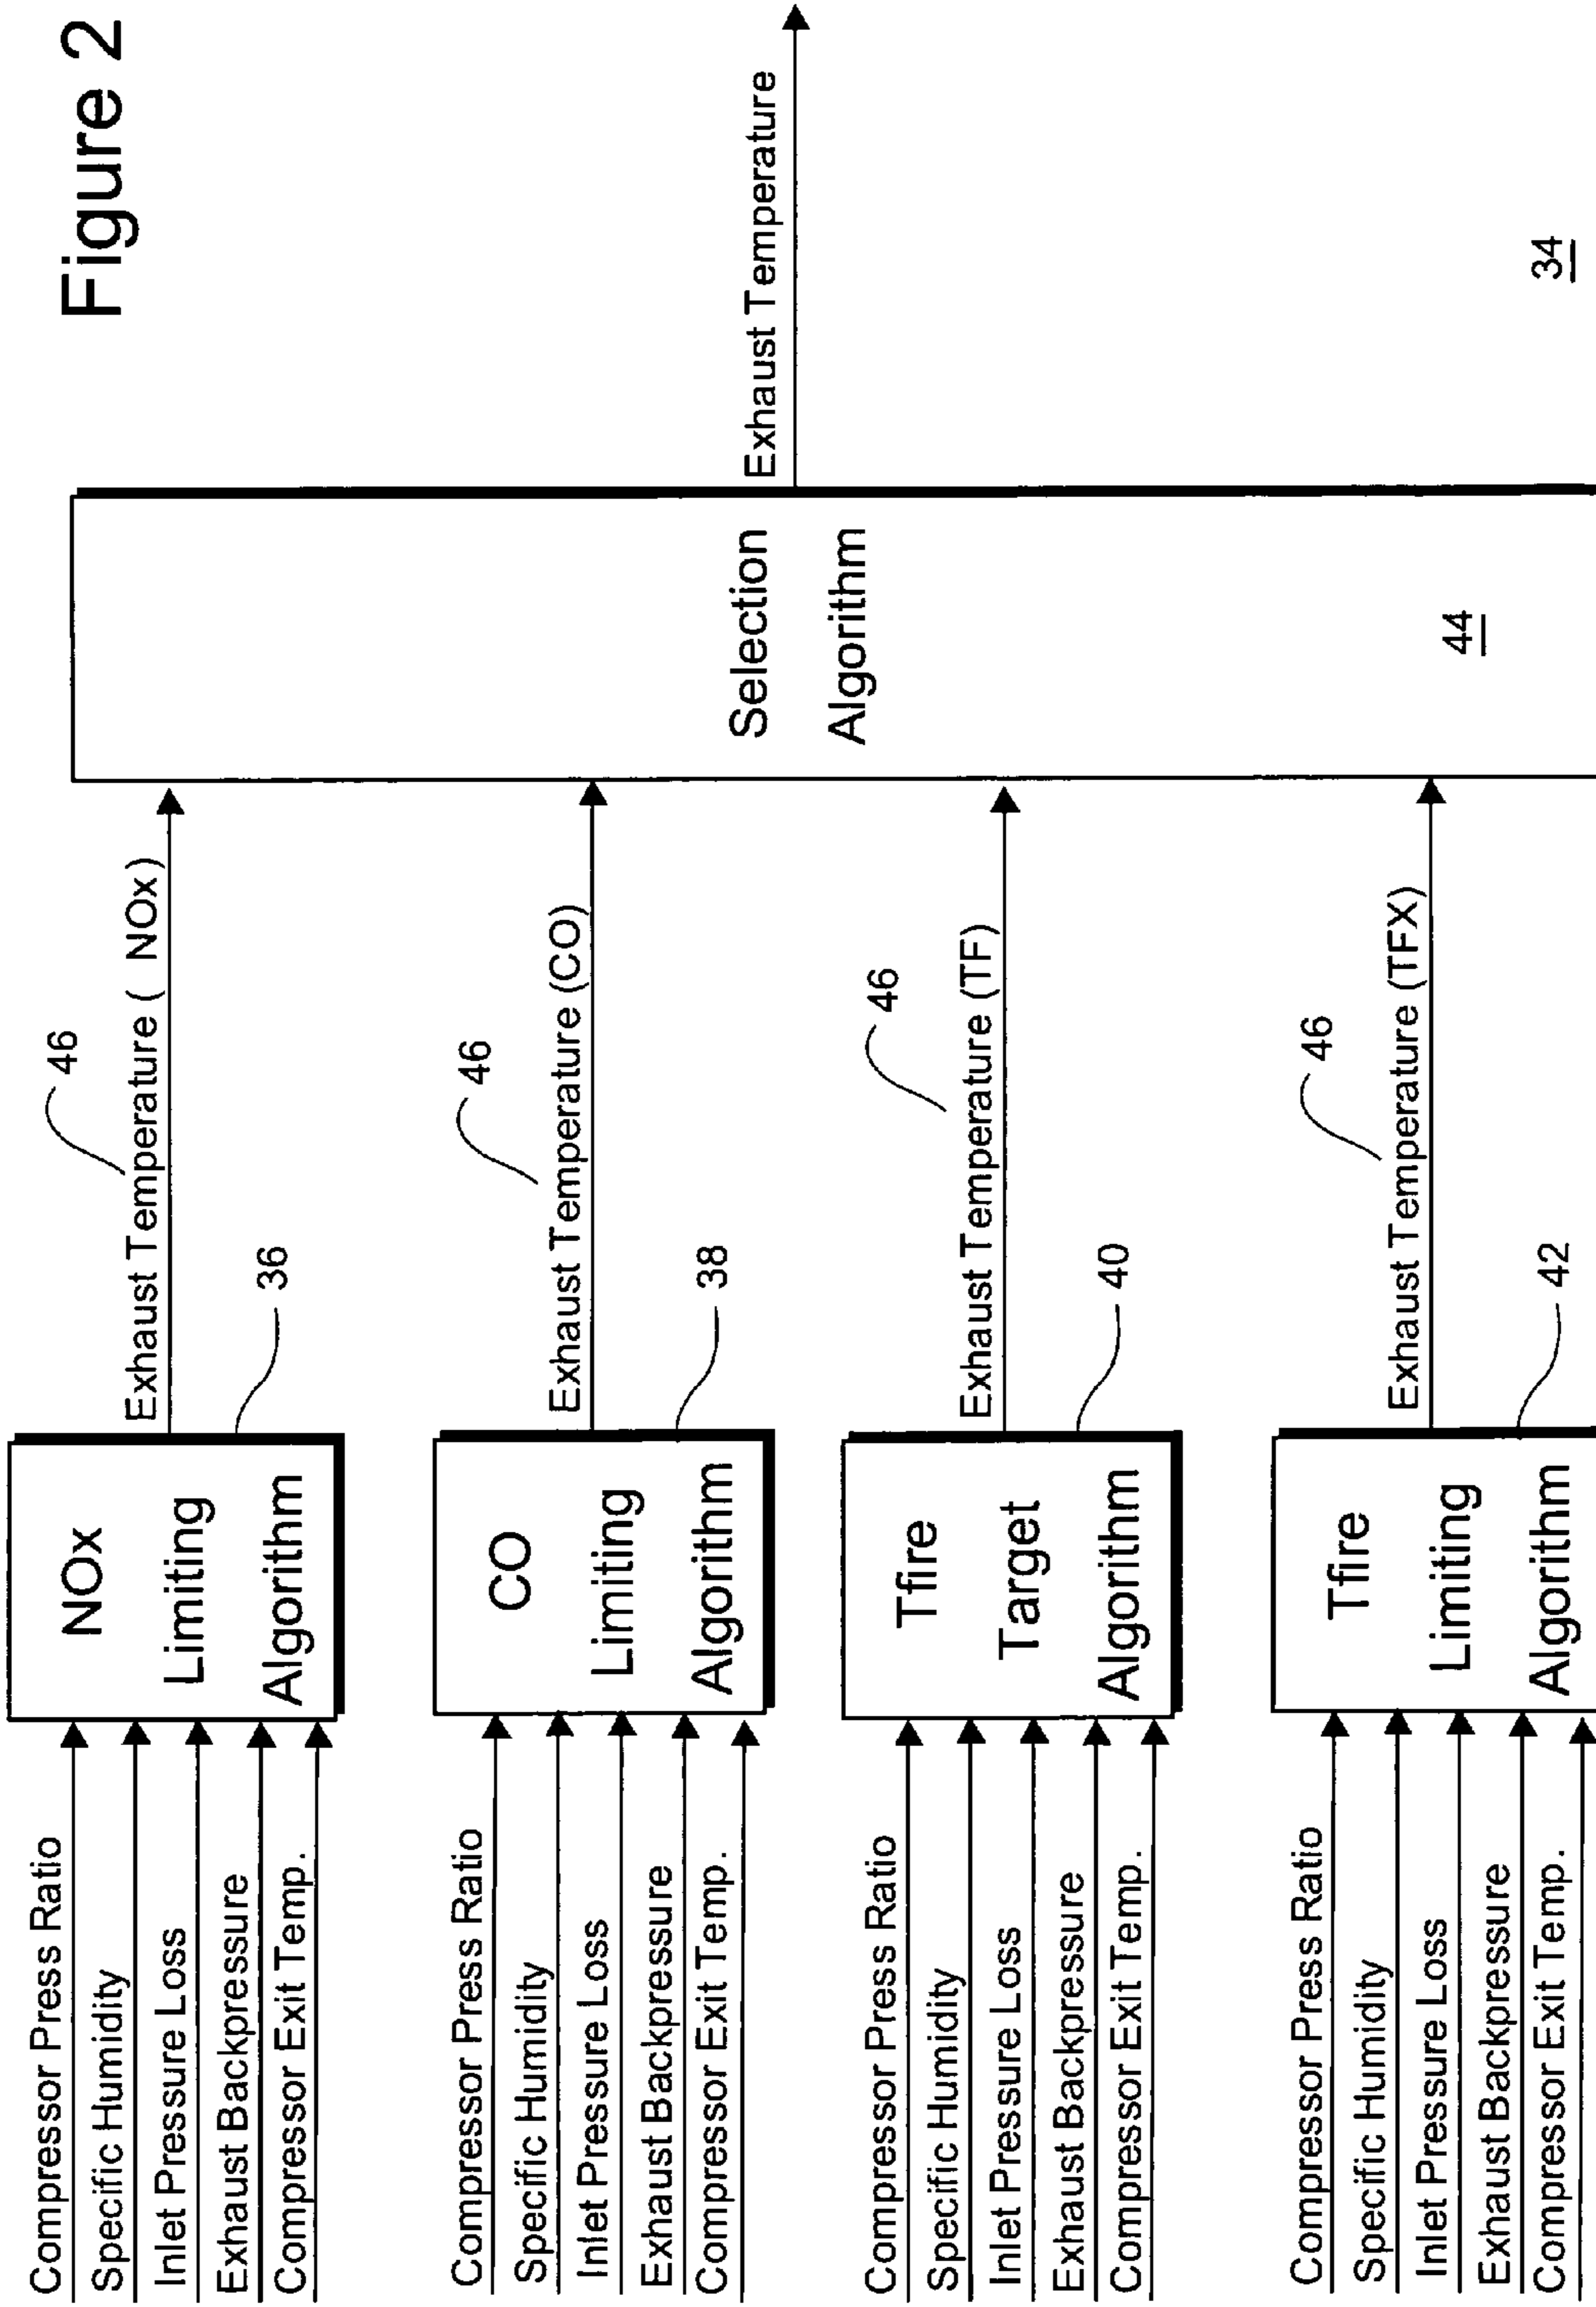 Figure 2
Compressor Press Ratio
Specific Humidity
Inlet Pressure Loss
Exhaust Backpressure
Compressor Exit Temp.
NOx
Limiting
Algorithm
36
46
Exhaust Temperature ( NOx)
Compressor Press Ratio
Specific Humidity
Inlet Pressure Loss
Exhaust Backpressure
Compressor Exit Temp.
CO
Limiting
Algorithm
38
46
Exhaust Temperature (CO)
Compressor Press Ratio
Specific Humidity
Inlet Pressure Loss
Exhaust Backpressure
Compressor Exit Temp.
Tfire
Target
Algorithm
40
46
Exhaust Temperature (TF)
Compressor Press Ratio
Specific Humidity
Inlet Pressure Loss
Exhaust Backpressure
Compressor Exit Temp.
Tfire
Limiting
Algorithm
42
46
Exhaust Temperature (TFX)
Selection
Algorithm
44
Exhaust Temperature
34